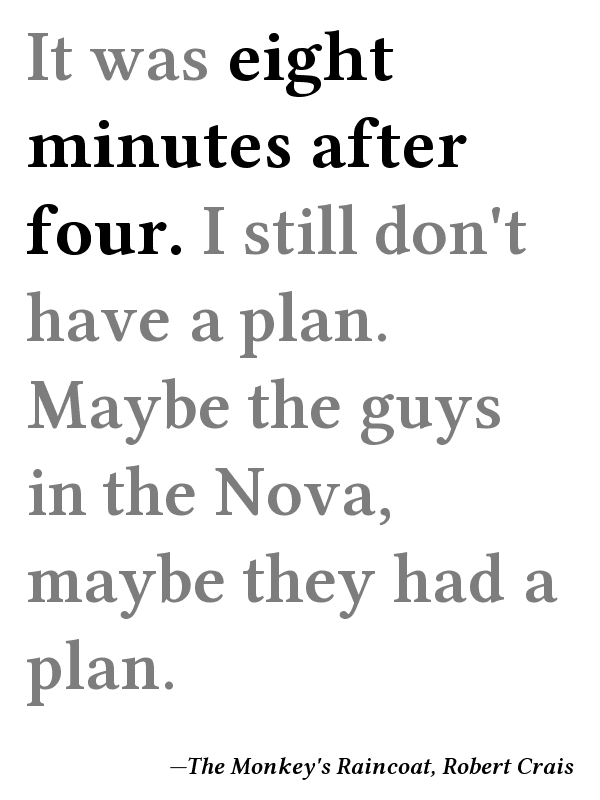 It was eight
minutes after
four. I still don't
have a plan.
Maybe the guys
in the Nova,
maybe they had a
plan.
—The Monkey's Raincoat, Robert Crais